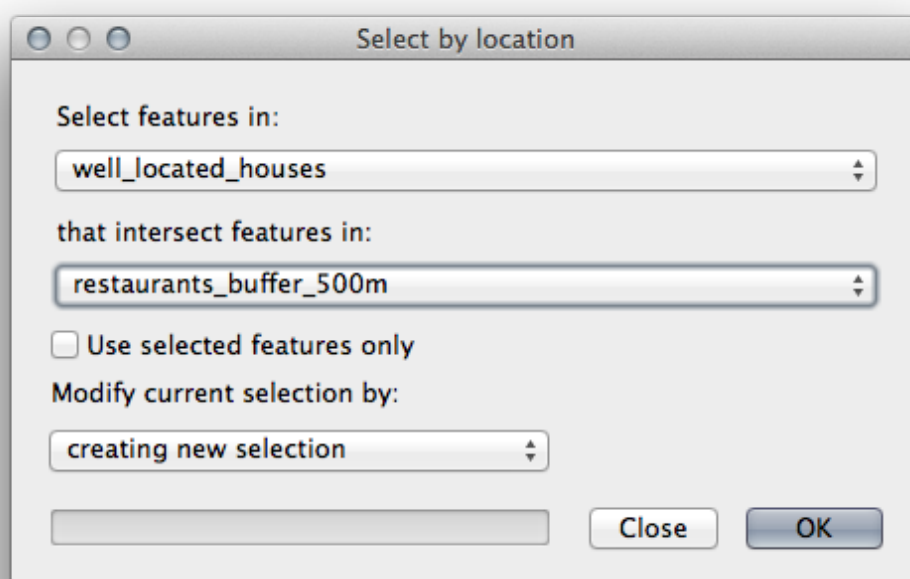 Select by location
Select features in:
well_located_houses
that intersect features in:
restaurants_buffer_500m
Use selected features only
Modify current selection by:
creating new selection
Close OK